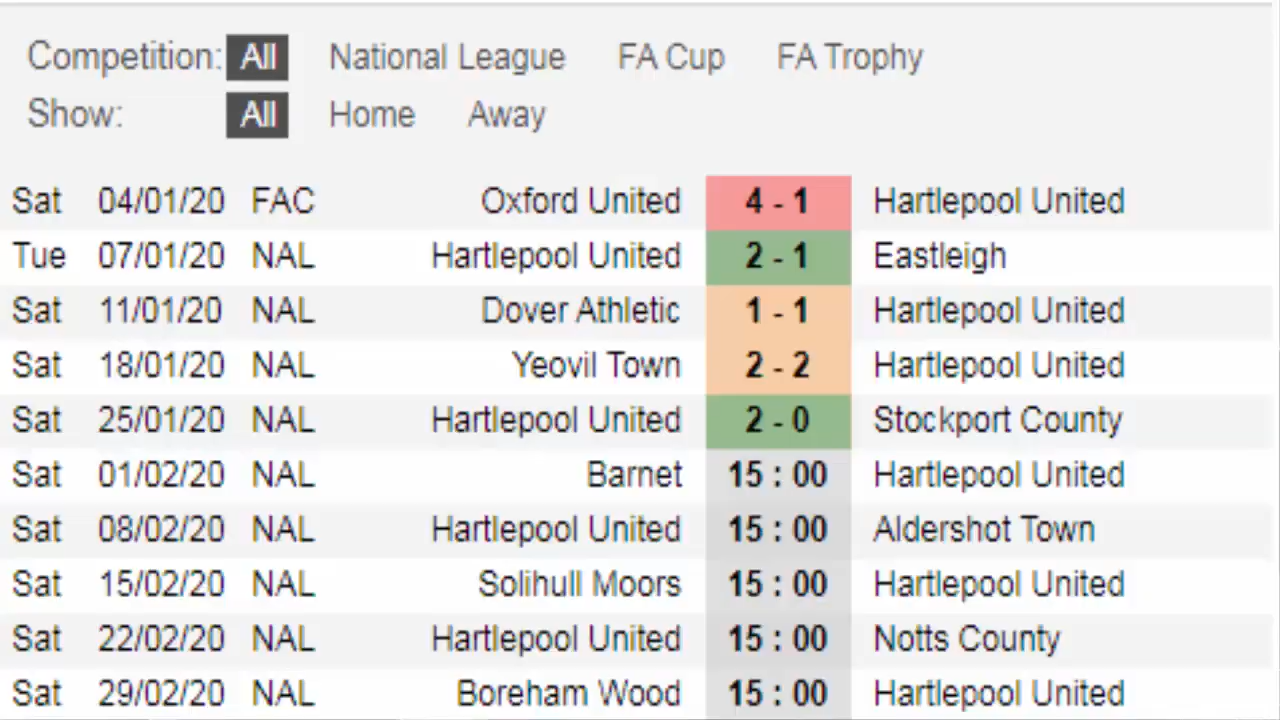 Competition: All National League FA Cup FA Trophy
Show: All Home Away
Sat 04/01/20 FAC Oxford United 4 - 1 Hartlepool United
Tue 07/01/20 NAL Hartlepool United 2 - 1 Eastleigh
Sat 11/01/20 NAL Dover Athletic 1 - 1 Hartlepool United
Sat 18/01/20 NAL Yeovil Town 2 - 2 Hartlepool United
Sat 25/01/20 NAL Hartlepool United 2 - 0 Stockport County
Sat 01/02/20 NAL Barnet 15 : 00 Hartlepool United
Sat 08/02/20 NAL Hartlepool United 15 : 00 Aldershot Town
Sat 15/02/20 NAL Solihull Moors 15 : 00 Hartlepool United
Sat 22/02/20 NAL Hartlepool United 15 : 00 Notts County
Sat 29/02/20 NAL Boreham Wood 15 : 00 Hartlepool United